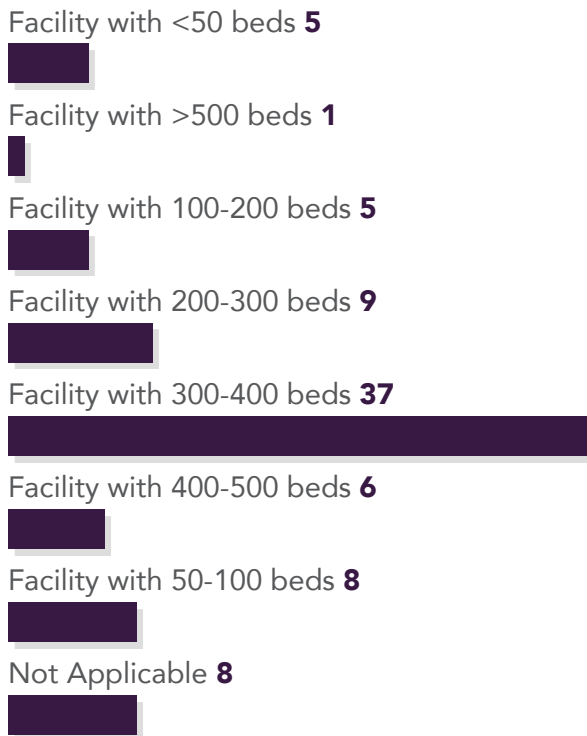 Facility with <50 beds 5
Facility with >500 beds 1
Facility with 100-200 beds 5
Facility with 200-300 beds 9
Facility with 300-400 beds 37
Facility with 400-500 beds 6
Facility with 50-100 beds 8
Not Applicable 8